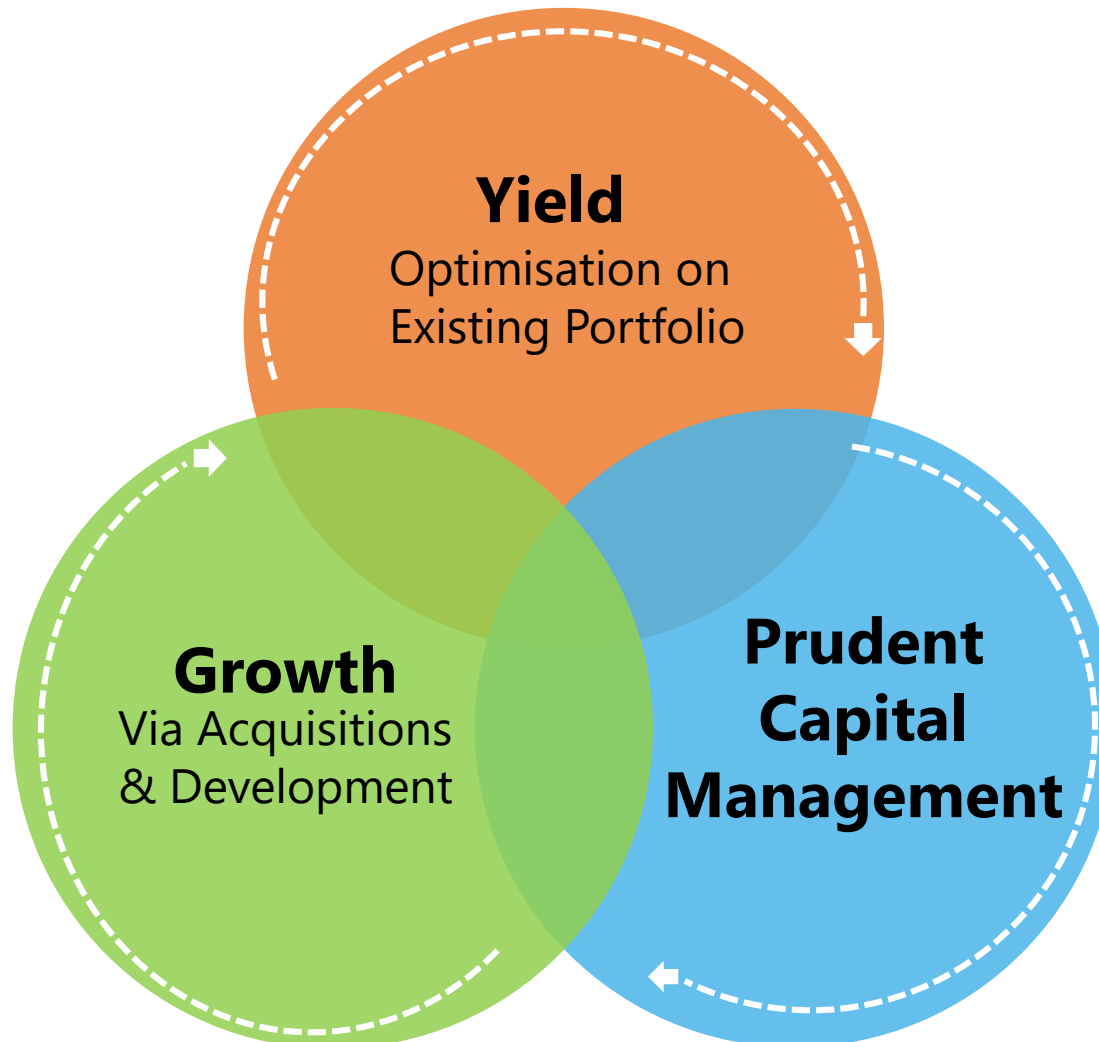 Yield
Optimisation on
Existing Portfolio
Growth
Via Acquisitions
& Development
Prudent
Capital
Management